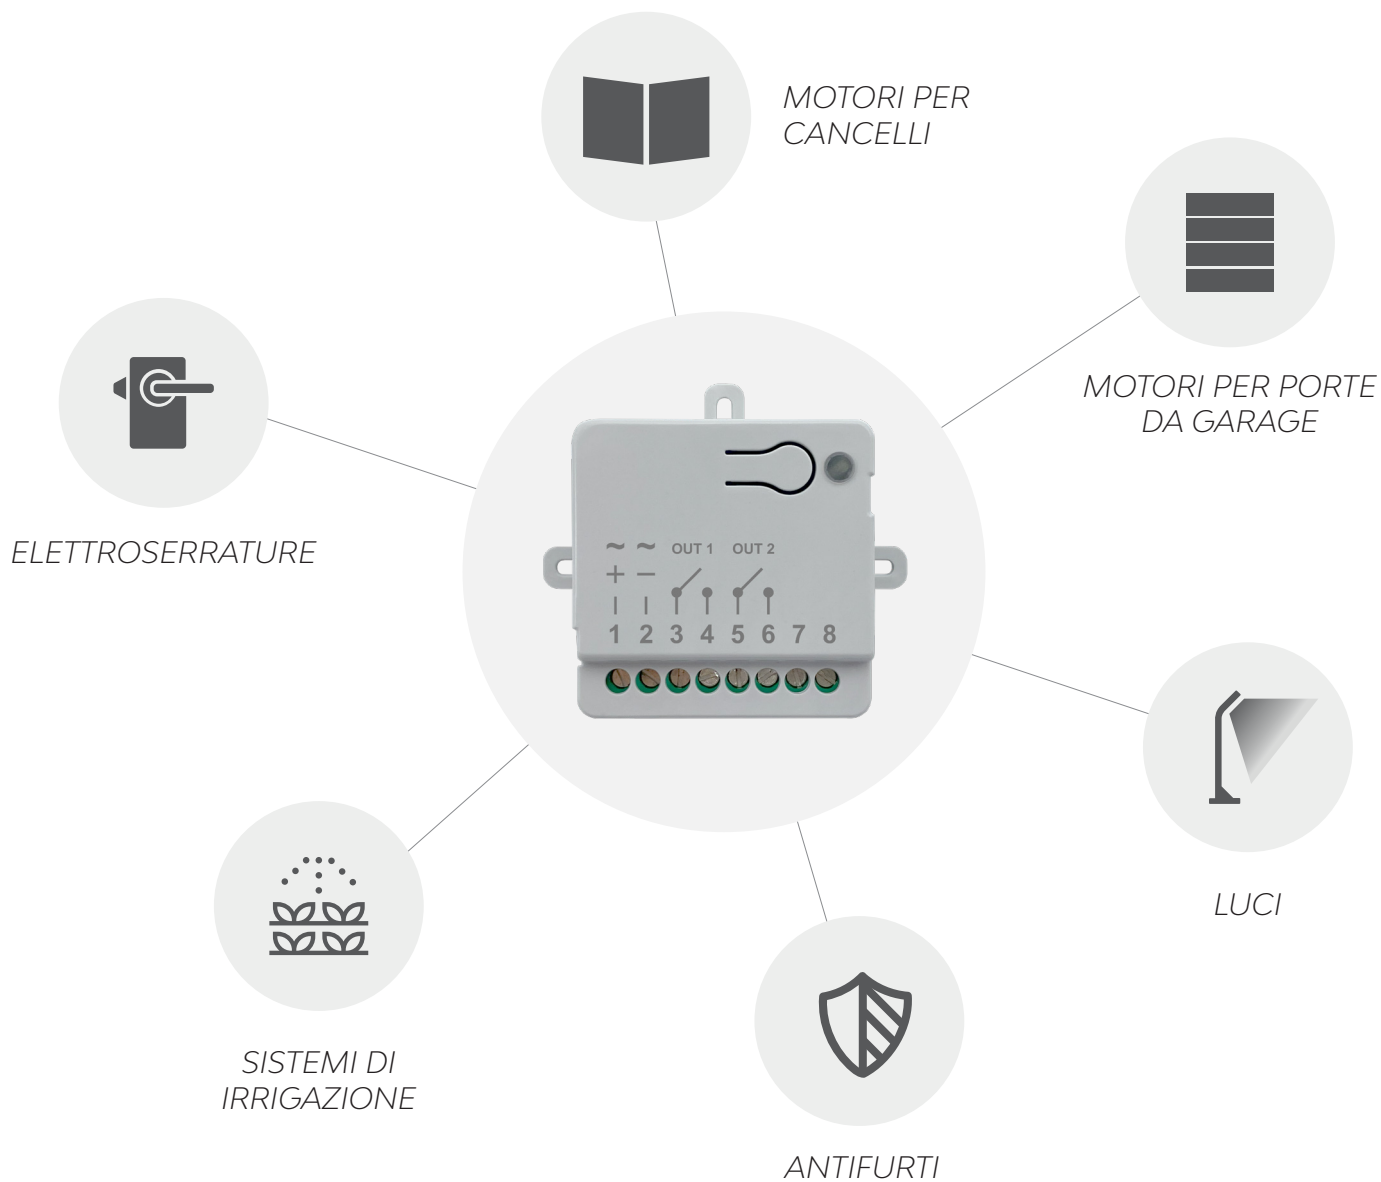 MOTORI PER
CANCELLI
MOTORI PER PORTE
DA GARAGE
ELETTROSERRATURE
~ ~ OUT 1 OUT 2
+ −
1 2 3 4 5 6 7 8
LUCI
SISTEMI DI
IRRIGAZIONE
ANTIFURTI